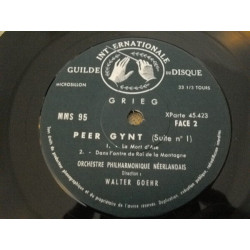 INTERNATIONALE
GUILDE DU DISQUE
MICROSILLON
33 1/3 TOURS
GRIEG
MMS 95
XParte 45.423
FACE 2
PEER GYNT (Suite n° 1)
1. - La Mort d'Ase
2. - Dans l'antre du Roi de la Montagne
ORCHESTRE PHILHARMONIQUE NÉERLANDAIS
Direction :
WALTER GOEHR